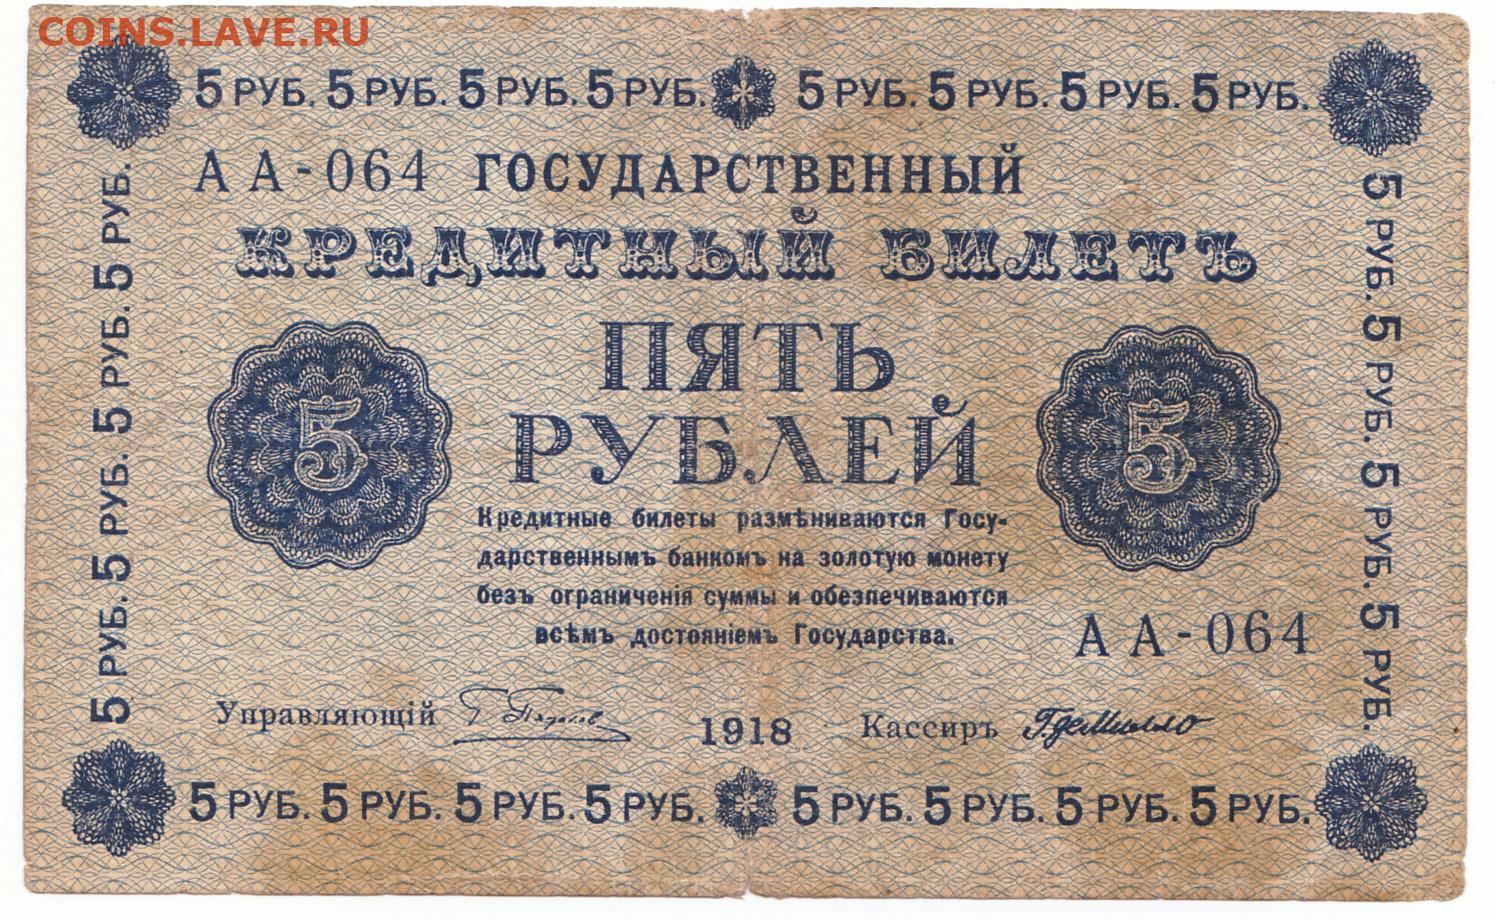 COINS.LAVE.RU
5 РУБ. 5 РУБ. 5 РУБ. 5 РУБ. 5 РУБ. 5 РУБ. 5 РУБ. 5 РУБ.
АА-064 ГОСУДАРСТВЕННЫЙ
КРЕДИТНЫЙ БИЛЕТЪ
ПЯТЬ
РУБЛЕЙ
5
5
Кредитные билеты размѣниваются Госу-
дарственнымъ банкомъ на золотую монету
безъ ограниченія суммы и обезпечиваются
всѣмъ достояніемъ Государства.
АА-064
Управляющій
1918
Кассиръ Г. де Милло
5 РУБ. 5 РУБ. 5 РУБ. 5 РУБ. 5 РУБ. 5 РУБ. 5 РУБ. 5 РУБ.
5 РУБ. 5 РУБ. 5 РУБ. 5 РУБ.
5 РУБ. 5 РУБ. 5 РУБ. 5 РУБ.